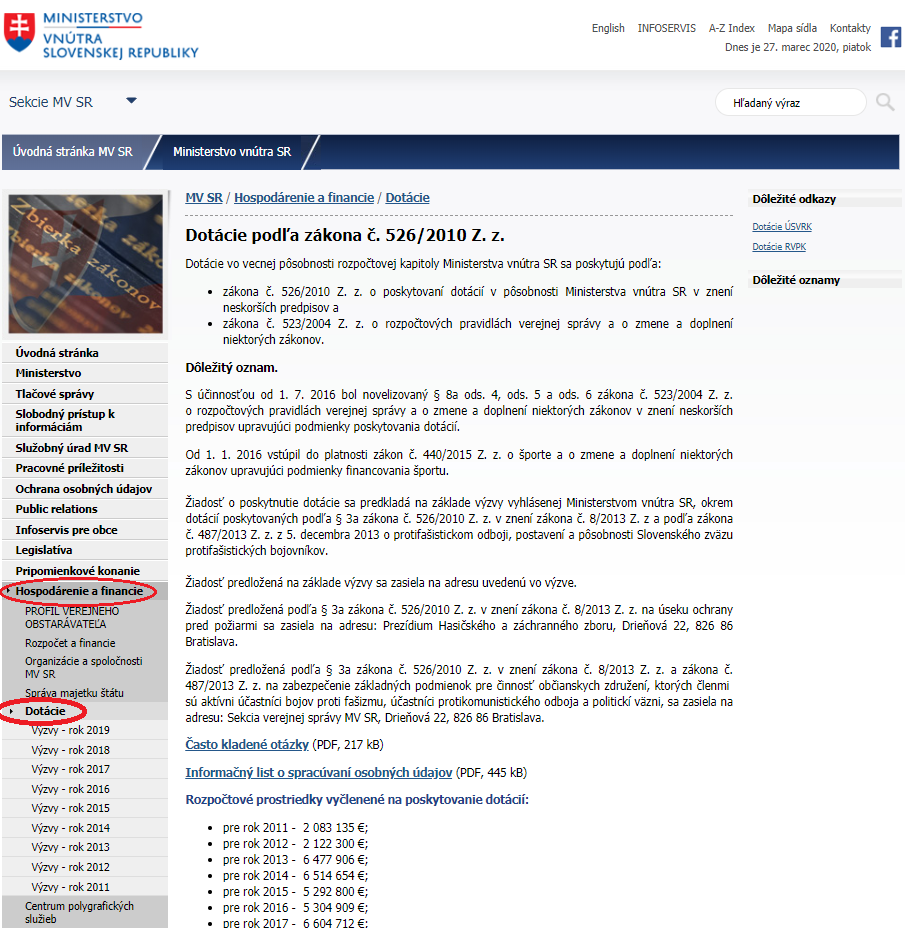 MINISTERSTVO
VNÚTRA
SLOVENSKEJ REPUBLIKY
English INFOSERVIS A-Z Index Mapa sídla Kontakty
Dnes je 27. marec 2020, piatok
Sekcie MV SR
Hľadaný výraz
Úvodná stránka MV SR Ministerstvo vnútra SR
Zbierka zákonov
Úvodná stránka
Ministerstvo
Tlačové správy
Slobodný prístup k
informáciám
Služobný úrad MV SR
Pracovné príležitosti
Ochrana osobných údajov
Public relations
Infoservis pre obce
Legislatíva
Pripomienkové konanie
Hospodárenie a financie
PROFIL VEREJNÉHO
OBSTARÁVATEĽA
Rozpočet a financie
Organizácie a spoločnosti
MV SR
Správa majetku štátu
Dotácie
Výzvy - rok 2019
Výzvy - rok 2018
Výzvy - rok 2017
Výzvy - rok 2016
Výzvy - rok 2015
Výzvy - rok 2014
Výzvy - rok 2013
Výzvy - rok 2012
Výzvy - rok 2011
Centrum polygrafických
služieb
MV SR / Hospodárenie a financie / Dotácie
Dotácie podľa zákona č. 526/2010 Z. z.
Dotácie vo vecnej pôsobnosti rozpočtovej kapitoly Ministerstva vnútra SR sa poskytujú podľa:
• zákona č. 526/2010 Z. z. o poskytovaní dotácií v pôsobnosti Ministerstva vnútra SR v znení
neskorších predpisov a
• zákona č. 523/2004 Z. z. o rozpočtových pravidlách verejnej správy a o zmene a doplnení
niektorých zákonov.
Dôležitý oznam.
S účinnosťou od 1. 7. 2016 bol novelizovaný § 8a ods. 4, ods. 5 a ods. 6 zákona č. 523/2004 Z. z.
o rozpočtových pravidlách verejnej správy a o zmene a doplnení niektorých zákonov v znení neskorších
predpisov upravujúci podmienky poskytovania dotácií.
Od 1. 1. 2016 vstúpil do platnosti zákon č. 440/2015 Z. z. o športe a o zmene a doplnení niektorých
zákonov upravujúci podmienky financovania športu.
Žiadosť o poskytnutie dotácie sa predkladá na základe výzvy vyhlásenej Ministerstvom vnútra SR, okrem
dotácií poskytovaných podľa § 3a zákona č. 526/2010 Z. z. v znení zákona č. 8/2013 Z. z a podľa zákona
č. 487/2013 Z. z. z 5. decembra 2013 o protifašistickom odboji, postavení a pôsobnosti Slovenského zväzu
protifašistických bojovníkov.
Žiadosť predložená na základe výzvy sa zasiela na adresu uvedenú vo výzve.
Žiadosť predložená podľa § 3a zákona č. 526/2010 Z. z. v znení zákona č. 8/2013 Z. z. na úseku ochrany
pred požiarmi sa zasiela na adresu: Prezídium Hasičského a záchranného zboru, Drieňová 22, 826 86
Bratislava.
Žiadosť predložená podľa § 3a zákona č. 526/2010 Z. z. v znení zákona č. 8/2013 Z. z. a zákona č.
487/2013 Z. z. na zabezpečenie základných podmienok pre činnosť občianskych združení, ktorých členmi
sú aktívni účastníci bojov proti fašizmu, účastníci protikomunistického odboja a politickí väzni, sa zasiela na
adresu: Sekcia verejnej správy MV SR, Drieňová 22, 826 86 Bratislava.
Často kladené otázky (PDF, 217 kB)
Informačný list o spracúvaní osobných údajov (PDF, 445 kB)
Rozpočtové prostriedky vyčlenené na poskytovanie dotácií:
• pre rok 2011 - 2 083 135 €;
• pre rok 2012 - 2 122 300 €;
• pre rok 2013 - 6 477 906 €;
• pre rok 2014 - 6 514 654 €;
• pre rok 2015 - 5 292 800 €;
• pre rok 2016 - 5 304 909 €;
• pre rok 2017 - 6 604 712 €;
Dôležité odkazy
Dotácie ÚSVRK
Dotácie RVPK
Dôležité oznamy